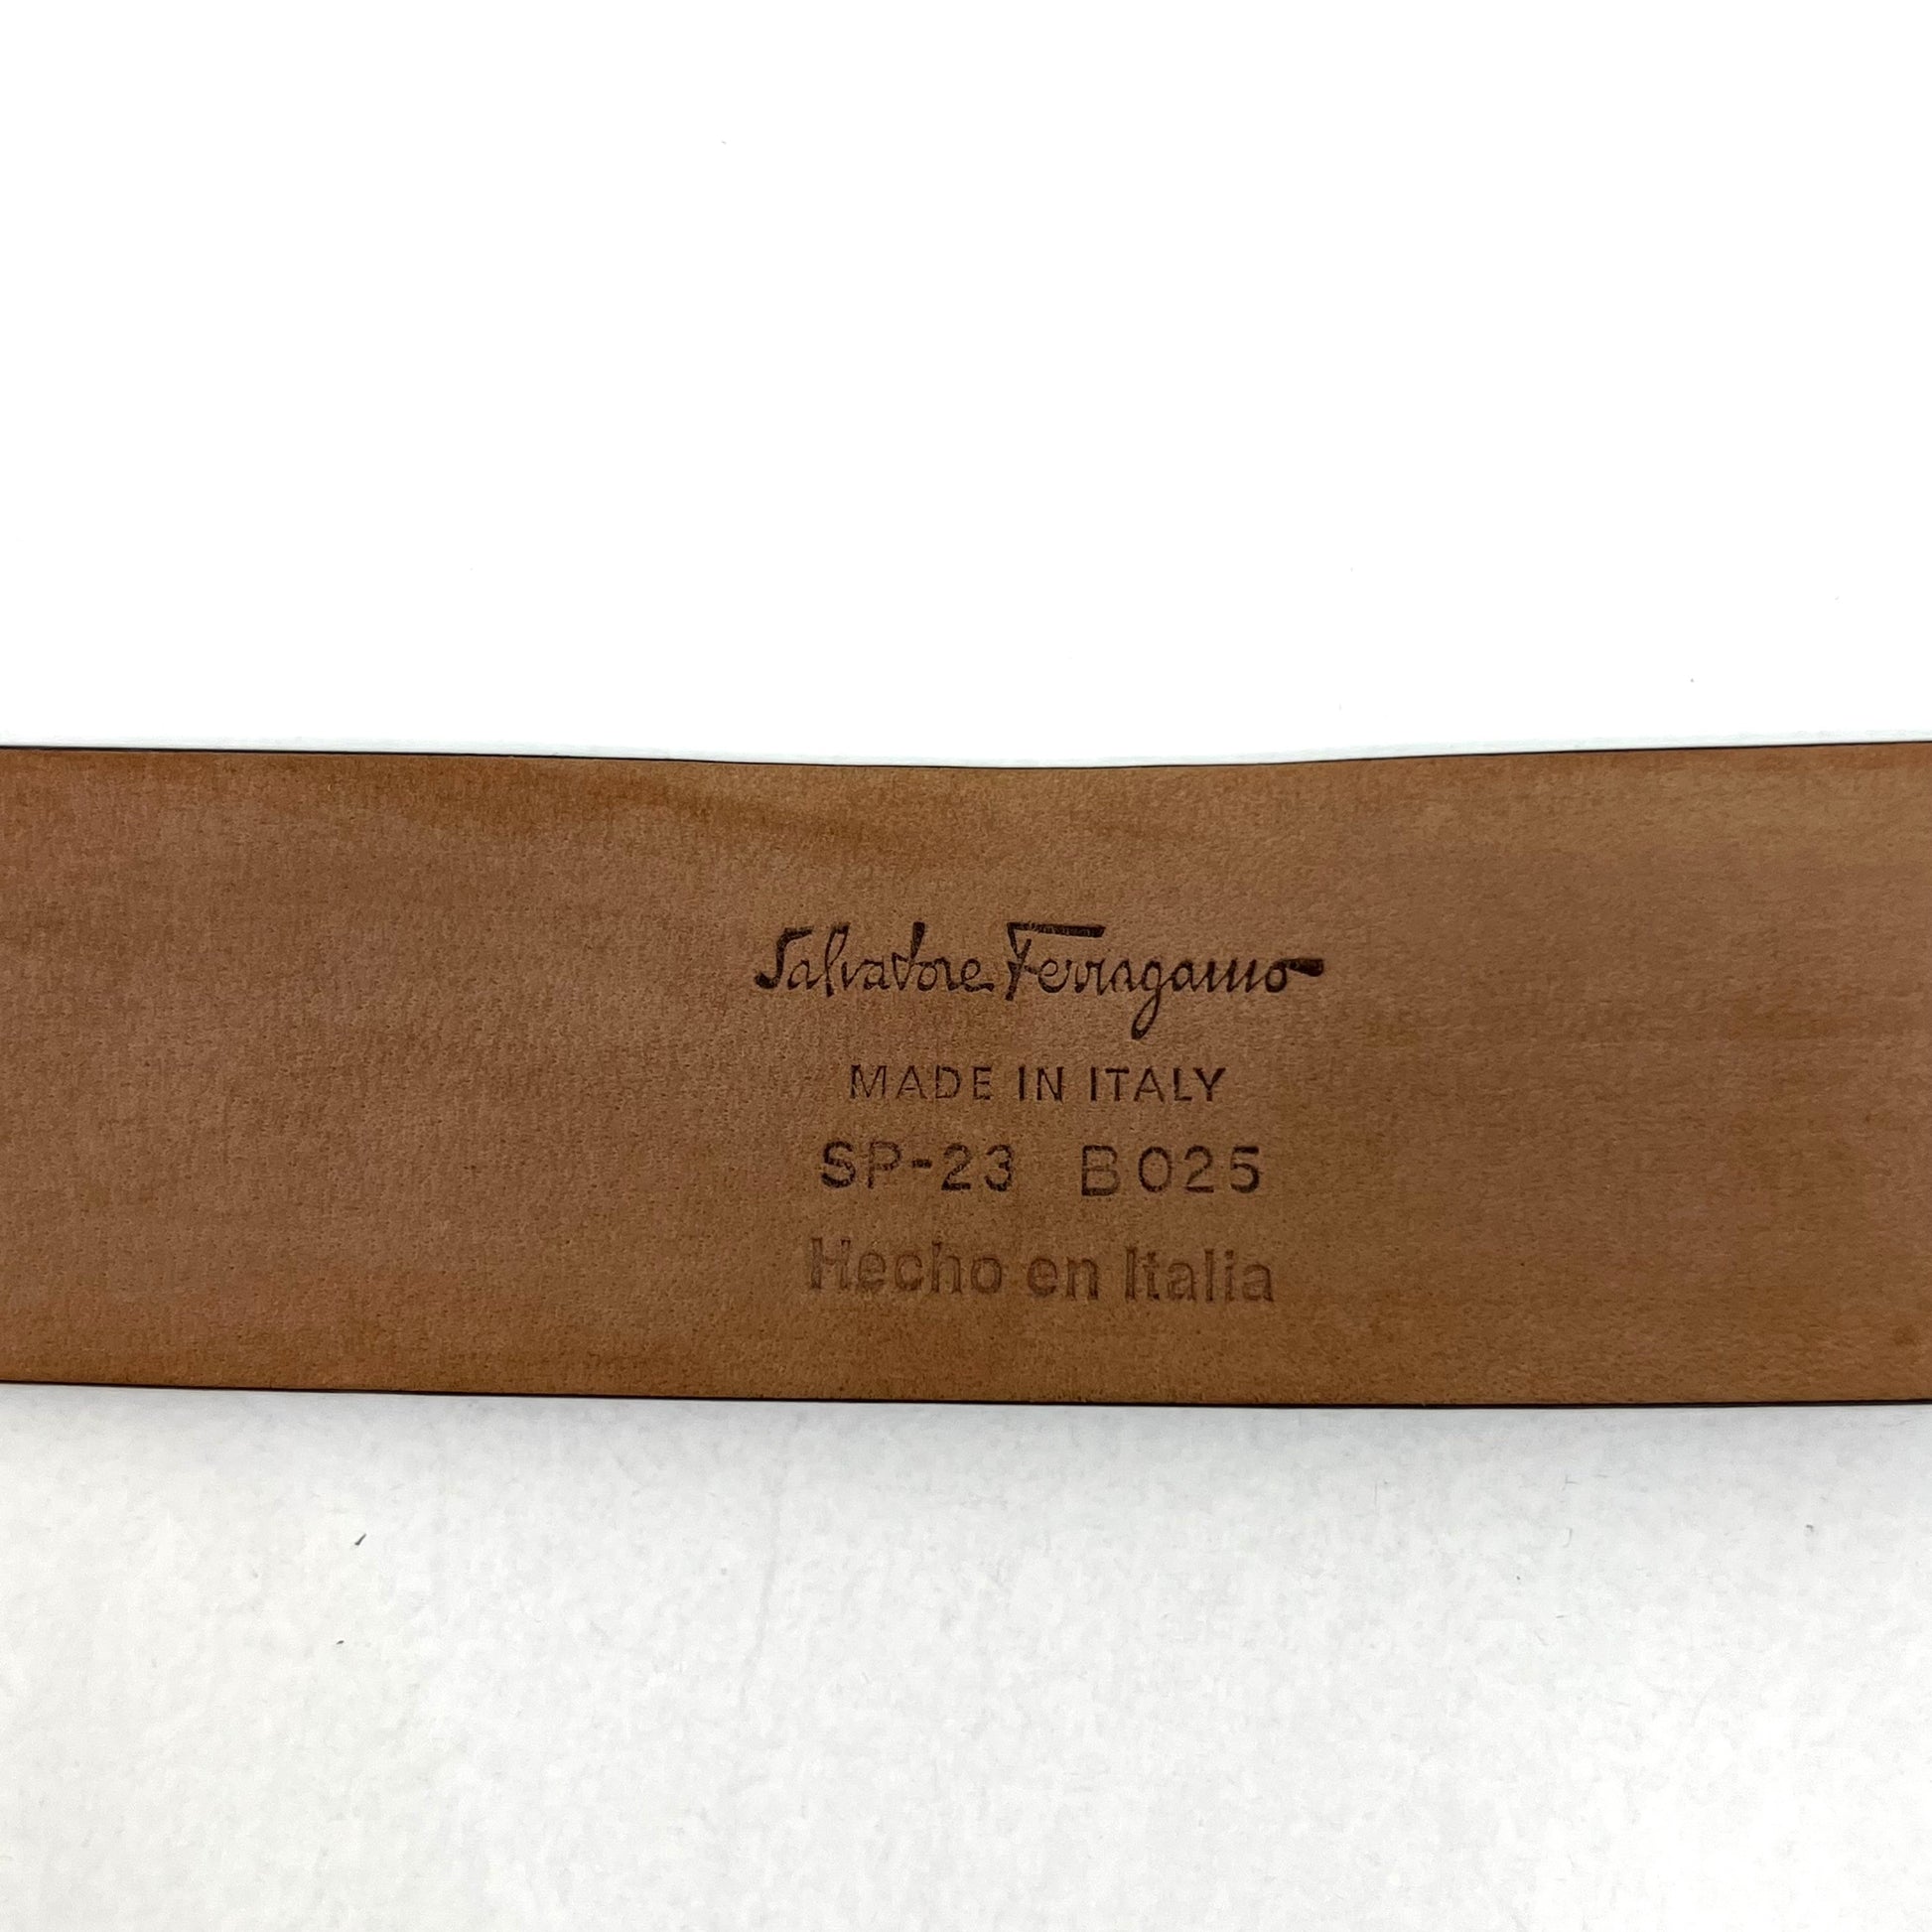 Salvatore Ferragamo
MADE IN ITALY
SP-23 B025
Hecho en Italia